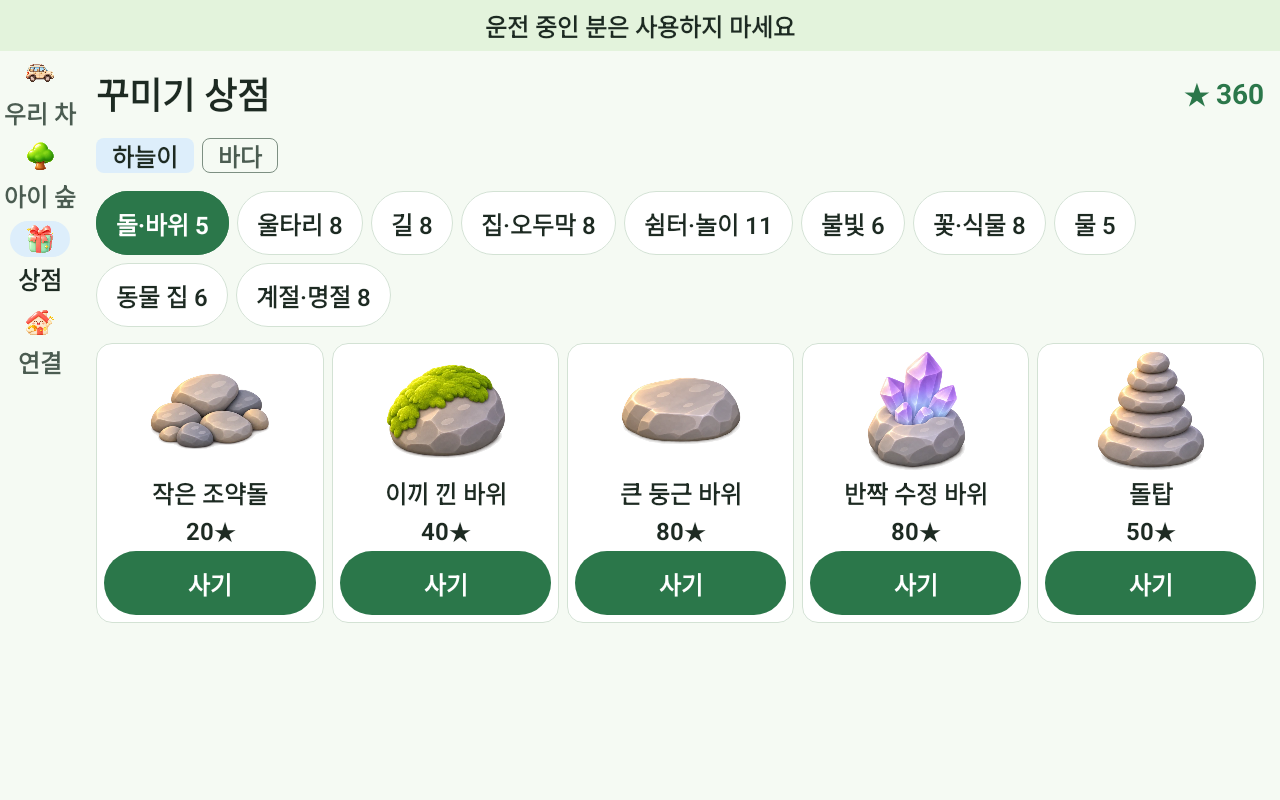 운전 중인 분은 사용하지 마세요
우리 차
아이 숲
상점
연결
꾸미기 상점
★ 360
하늘이 바다
돌·바위 5 울타리 8 길 8 집·오두막 8 쉼터·놀이 11 불빛 6 꽃·식물 8 물 5
동물 집 6 계절·명절 8
작은 조약돌 이끼 낀 바위 큰 둥근 바위 반짝 수정 바위 돌탑
20★ 40★ 80★ 80★ 50★
사기 사기 사기 사기 사기